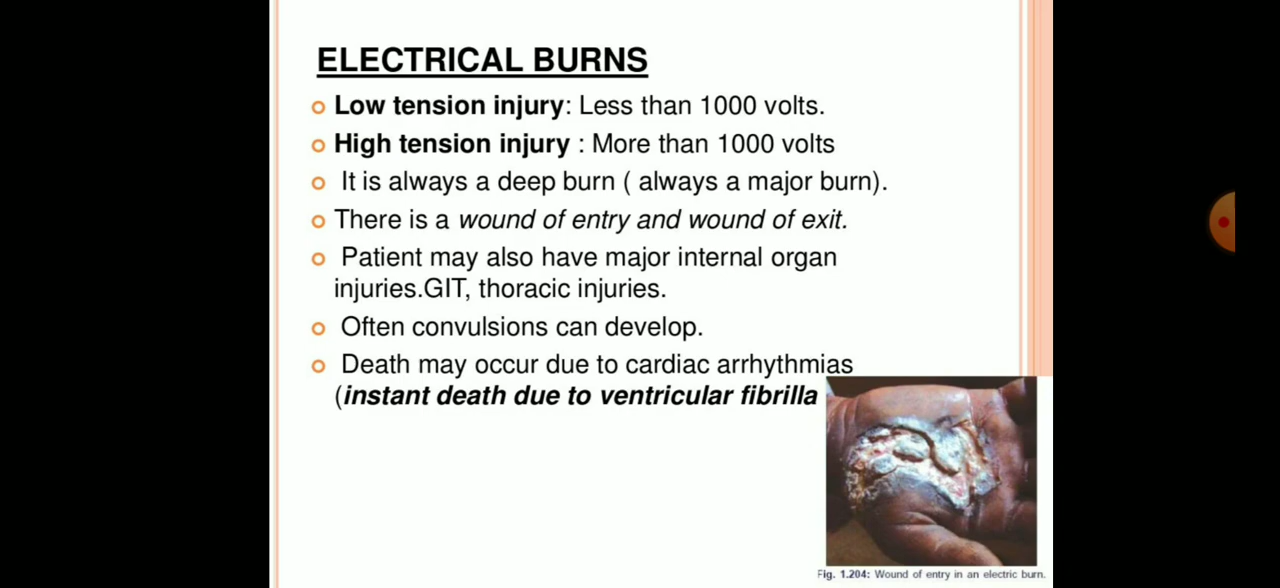 ELECTRICAL BURNS
Low tension injury: Less than 1000 volts.
High tension injury : More than 1000 volts
It is always a deep burn ( always a major burn).
There is a wound of entry and wound of exit.
Patient may also have major internal organ
injuries.GIT, thoracic injuries.
Often convulsions can develop.
Death may occur due to cardiac arrhythmias
(instant death due to ventricular fibrilla
Fig. 1.204: Wound of entry in an electric burn.